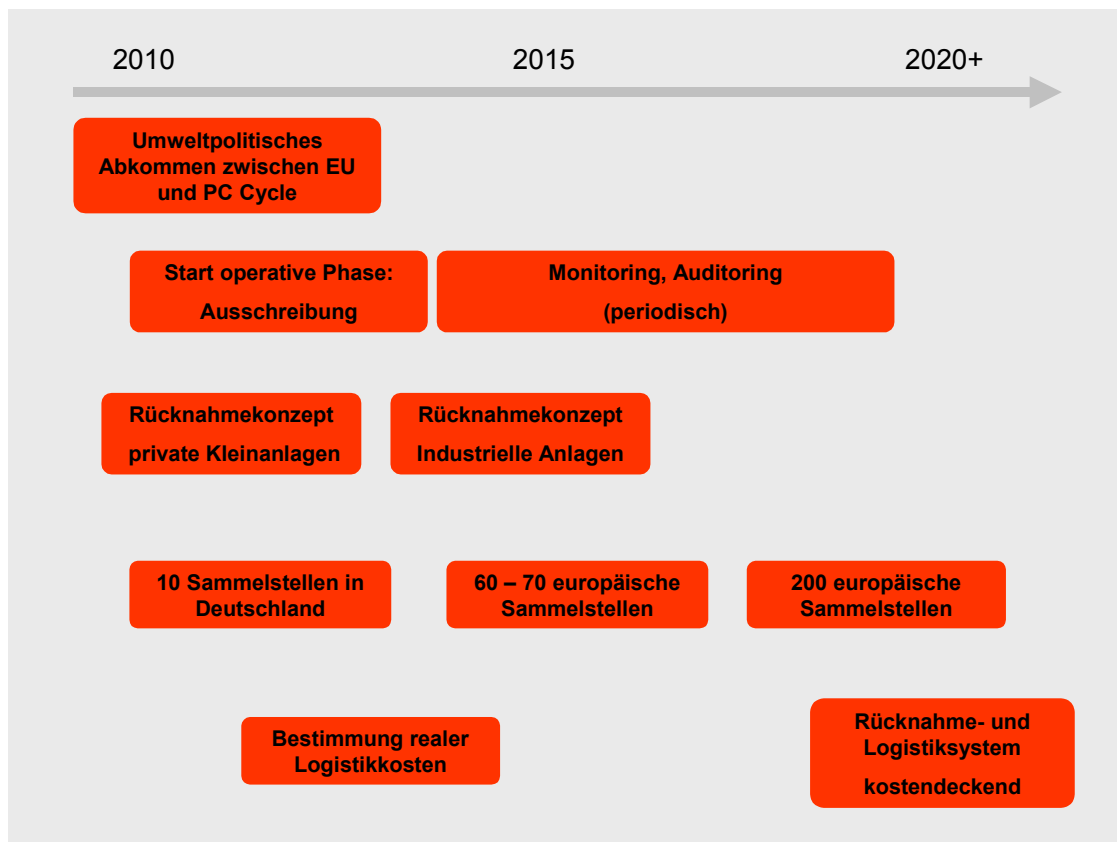 2010
2015
2020+
Umweltpolitisches
Abkommen zwischen EU
und PC Cycle
Start operative Phase:
Ausschreibung
Monitoring, Auditoring
(periodisch)
Rücknahmekonzept
private Kleinanlagen
Rücknahmekonzept
Industrielle Anlagen
10 Sammelstellen in
Deutschland
60 – 70 europäische
Sammelstellen
200 europäische
Sammelstellen
Bestimmung realer
Logistikkosten
Rücknahme- und
Logistiksystem
kostendeckend